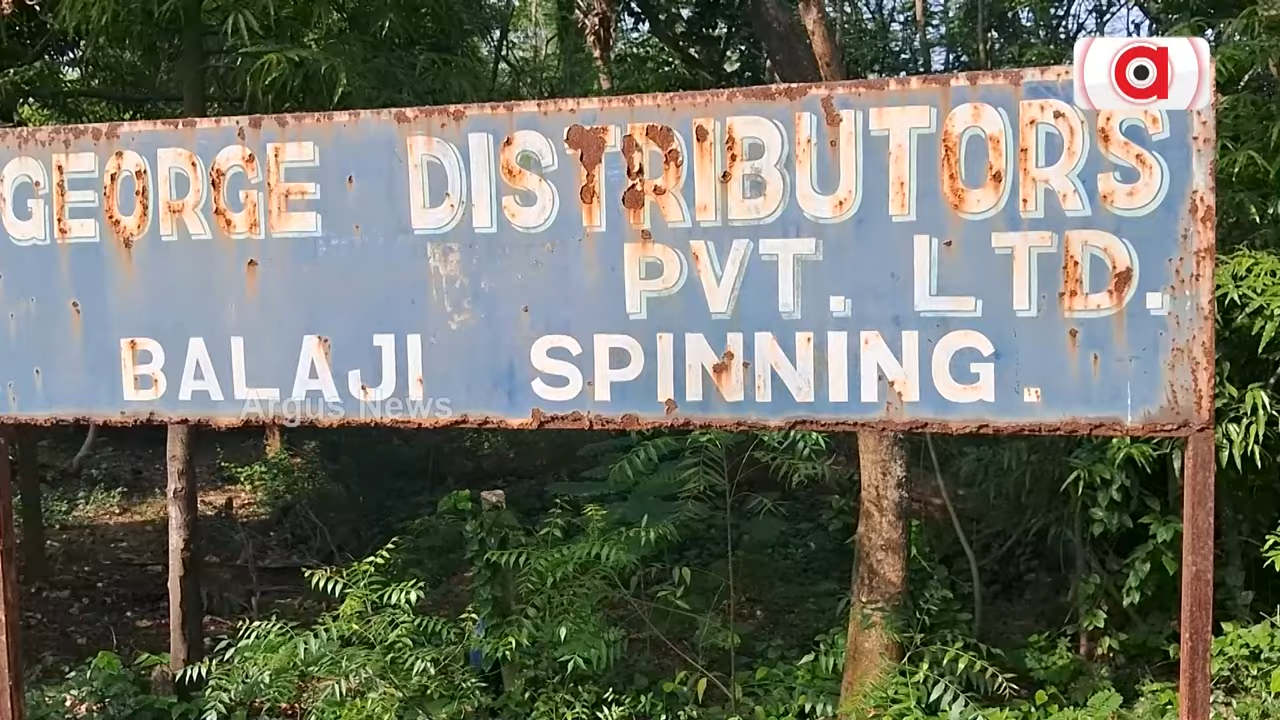 GEORGE DISTRIBUTORS
PVT. LTD.
BALAJI SPINNING.
Argus News
a